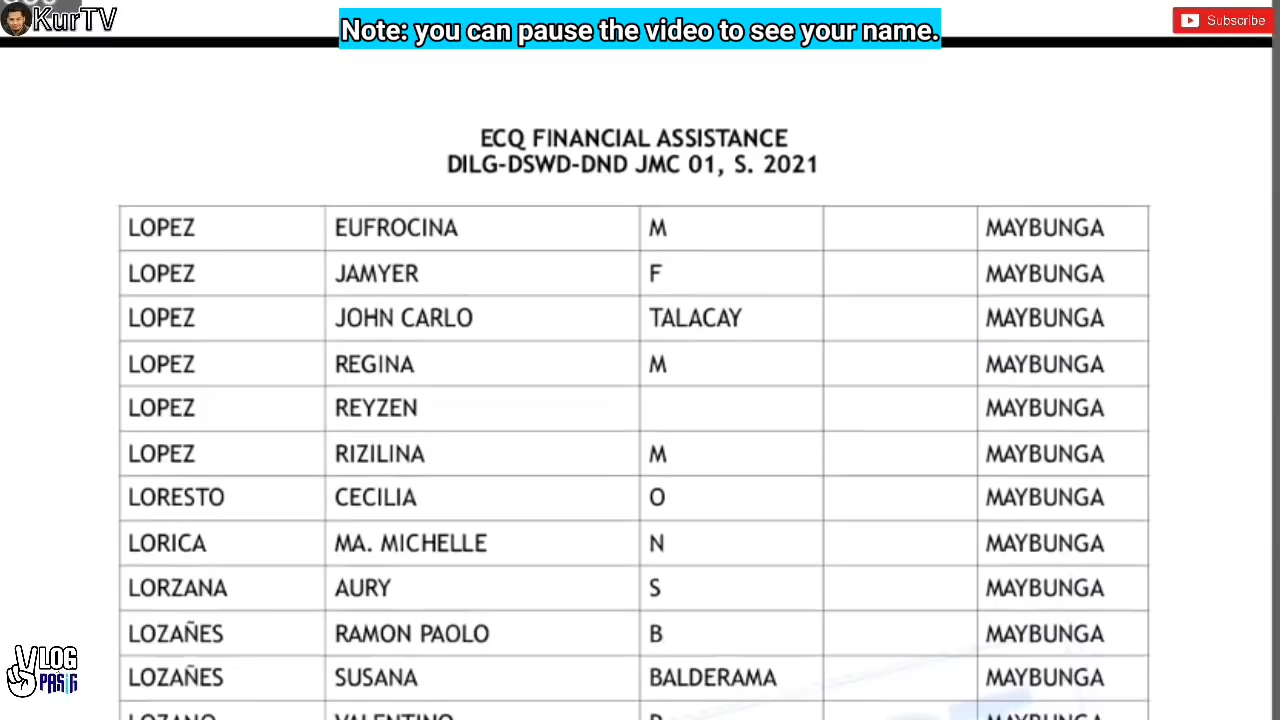 KurTV
Note: you can pause the video to see your name.
Subscribe
ECQ FINANCIAL ASSISTANCE
DILG-DSWD-DND JMC 01, S. 2021
LOPEZ EUFROCINA M MAYBUNGA
LOPEZ JAMYER F MAYBUNGA
LOPEZ JOHN CARLO TALACAY MAYBUNGA
LOPEZ REGINA M MAYBUNGA
LOPEZ REYZEN MAYBUNGA
LOPEZ RIZILINA M MAYBUNGA
LORESTO CECILIA O MAYBUNGA
LORICA MA. MICHELLE N MAYBUNGA
LORZANA AURY S MAYBUNGA
LOZAÑES RAMON PAOLO B MAYBUNGA
LOZAÑES SUSANA BALDERAMA MAYBUNGA
LOZANO VALENTINO MAYBUNGA
VLOG
PASIG